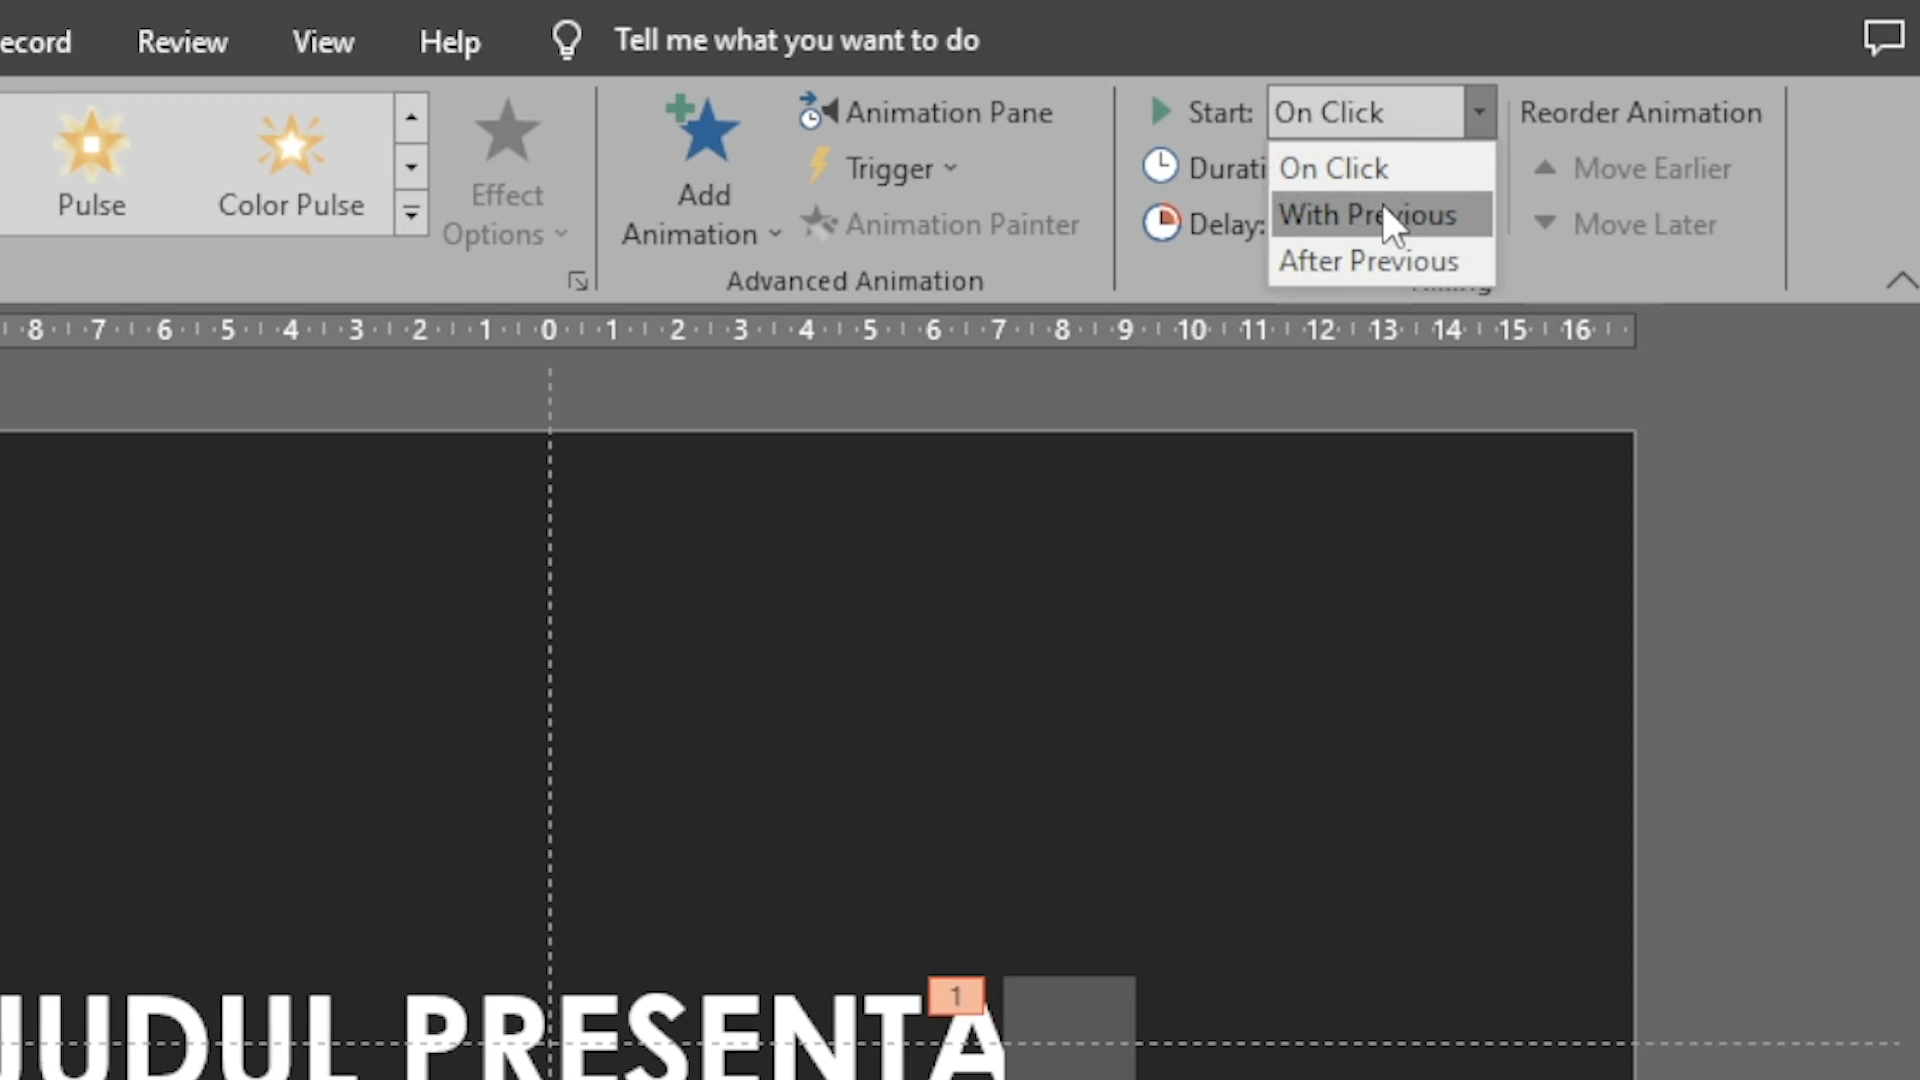 ecord Review View Help Tell me what you want to do
Pulse
Color Pulse
Effect
Options
Add
Animation
Animation Pane
Trigger
Animation Painter
Advanced Animation
Start: On Click
Durati
Delay:
On Click
With Previous
After Previous
Reorder Animation
Move Earlier
Move Later
8 7 6 5 4 3 2 1 0 1 2 3 4 5 6 7 8 9 10 11 12 13 14 15 16
1
JUDUL PRESENTA